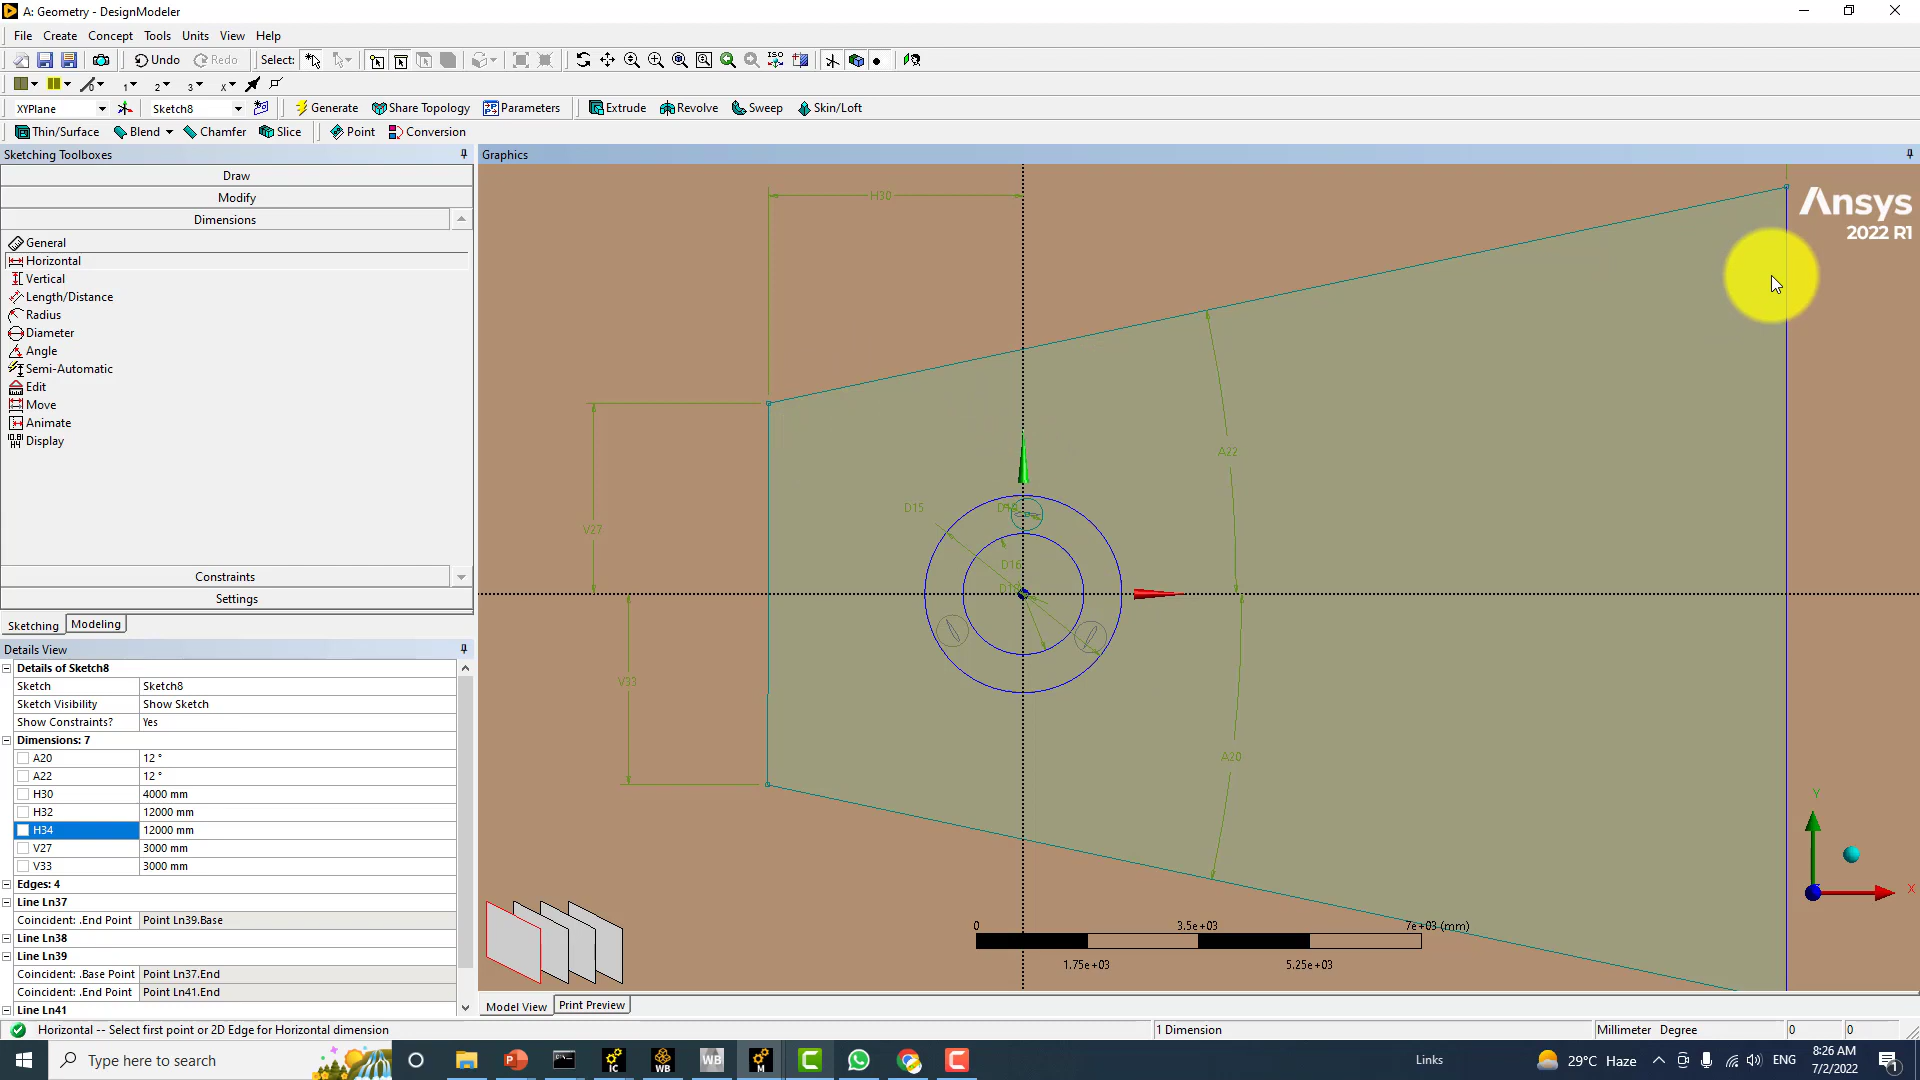 A: Geometry - DesignModeler
File Create Concept Tools Units View Help
Undo Redo Select:
XYPlane Sketch8 Generate Share Topology Parameters Extrude Revolve Sweep Skin/Loft
Thin/Surface Blend Chamfer Slice Point Conversion
Sketching Toolboxes
Draw
Modify
Dimensions
General
Horizontal
Vertical
Length/Distance
Radius
Diameter
Angle
Semi-Automatic
Edit
Move
Animate
Display
Constraints
Settings
Sketching Modeling
Details View
Details of Sketch8
Sketch Sketch8
Sketch Visibility Show Sketch
Show Constraints? Yes
Dimensions: 7
A20 12 °
A22 12 °
H30 4000 mm
H32 12000 mm
H34 12000 mm
V27 3000 mm
V33 3000 mm
Edges: 4
Line Ln37
Coincident: .End Point Point Ln39.Base
Line Ln38
Line Ln39
Coincident: .Base Point Point Ln37.End
Coincident: .End Point Point Ln41.End
Line Ln41
Graphics
H30
Ansys
2022 R1
A22
D15
V27
D16
V33
A20
Y
X
0 3.5e+03 7e+03 (mm)
1.75e+03 5.25e+03
Model View Print Preview
Horizontal -- Select first point or 2D Edge for Horizontal dimension 1 Dimension Millimeter Degree 0 0
Type here to search IC WB WB M Links 29°C Haze ENG 8:26 AM
7/2/2022